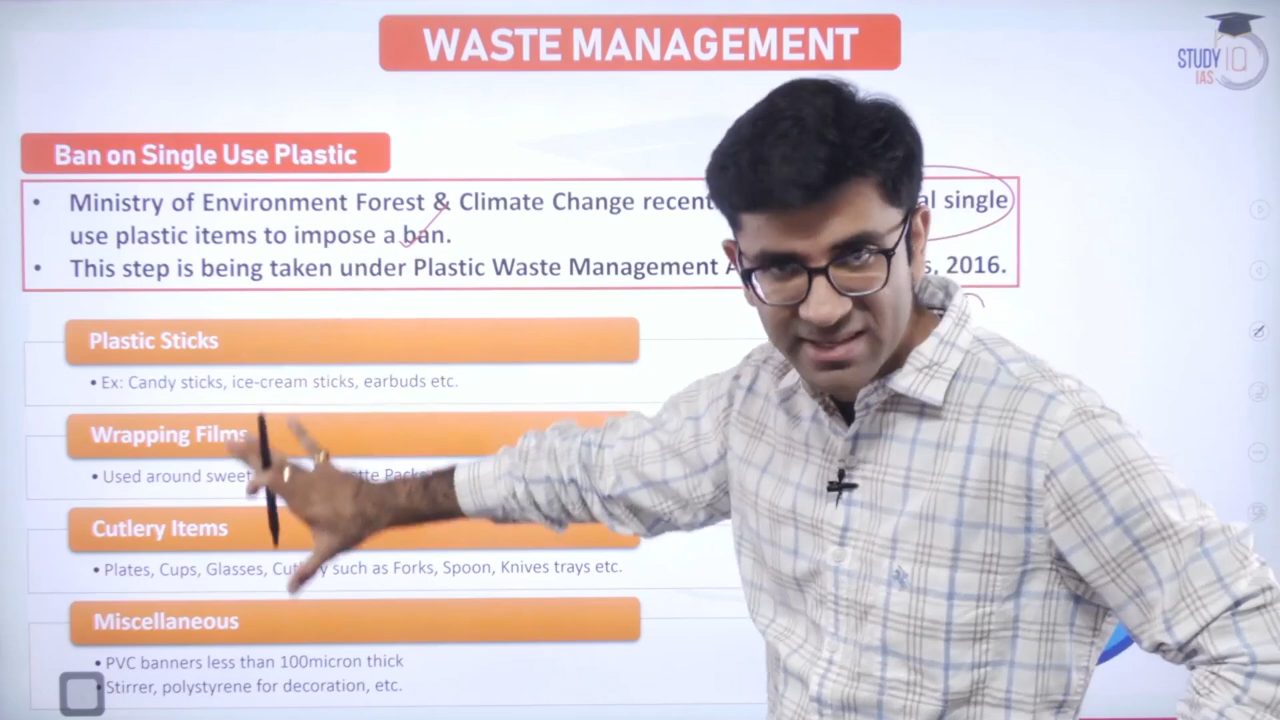 WASTE MANAGEMENT
STUDY IQ
IAS
Ban on Single Use Plastic
• Ministry of Environment Forest & Climate Change single
use plastic items to impose a ban.
• This step is being taken under Plastic Waste Management 2016.
Plastic Sticks
• Ex: Candy sticks, ice-cream sticks, earbuds etc.
Wrapping Films
• Used around
Cutlery Items
• Plates, Cups, Glasses, such as Forks, Spoon, Knives trays etc.
Miscellaneous
• PVC banners less than 100micron thick
• Stirrer, polystyrene for decoration, etc.